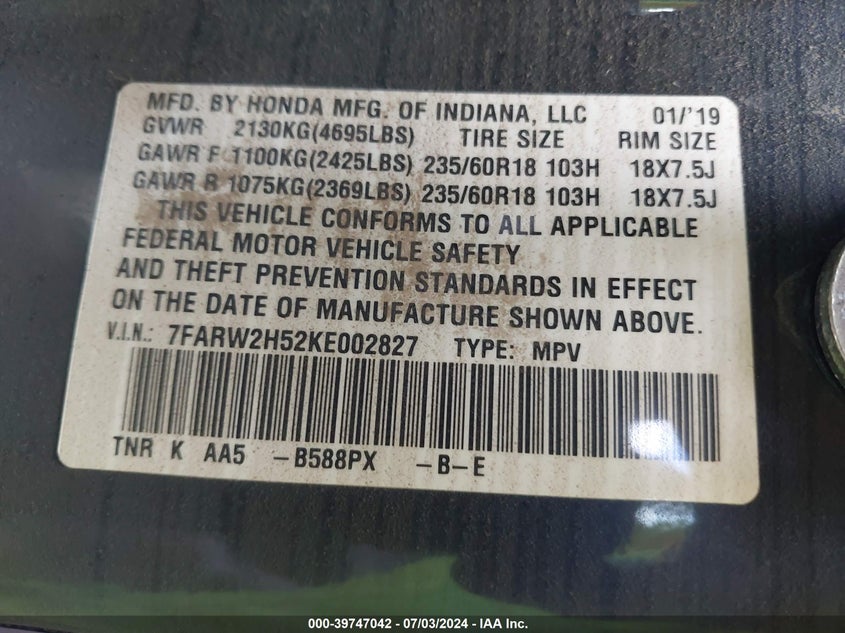 MFD. BY HONDA MFG. OF INDIANA, LLC 01/'19
GVWR 2130KG(4695LBS) TIRE SIZE RIM SIZE
GAWR F 1100KG(2425LBS) 235/60R18 103H 18X7.5J
GAWR R 1075KG(2369LBS) 235/60R18 103H 18X7.5J
THIS VEHICLE CONFORMS TO ALL APPLICABLE
FEDERAL MOTOR VEHICLE SAFETY
AND THEFT PREVENTION STANDARDS IN EFFECT
ON THE DATE OF MANUFACTURE SHOWN ABOVE.
V.I.N.: 7FARW2H52KE002827 TYPE: MPV
TNR K AA5 -B588PX -B-E
000-39747042 - 07/03/2024 - IAA Inc.